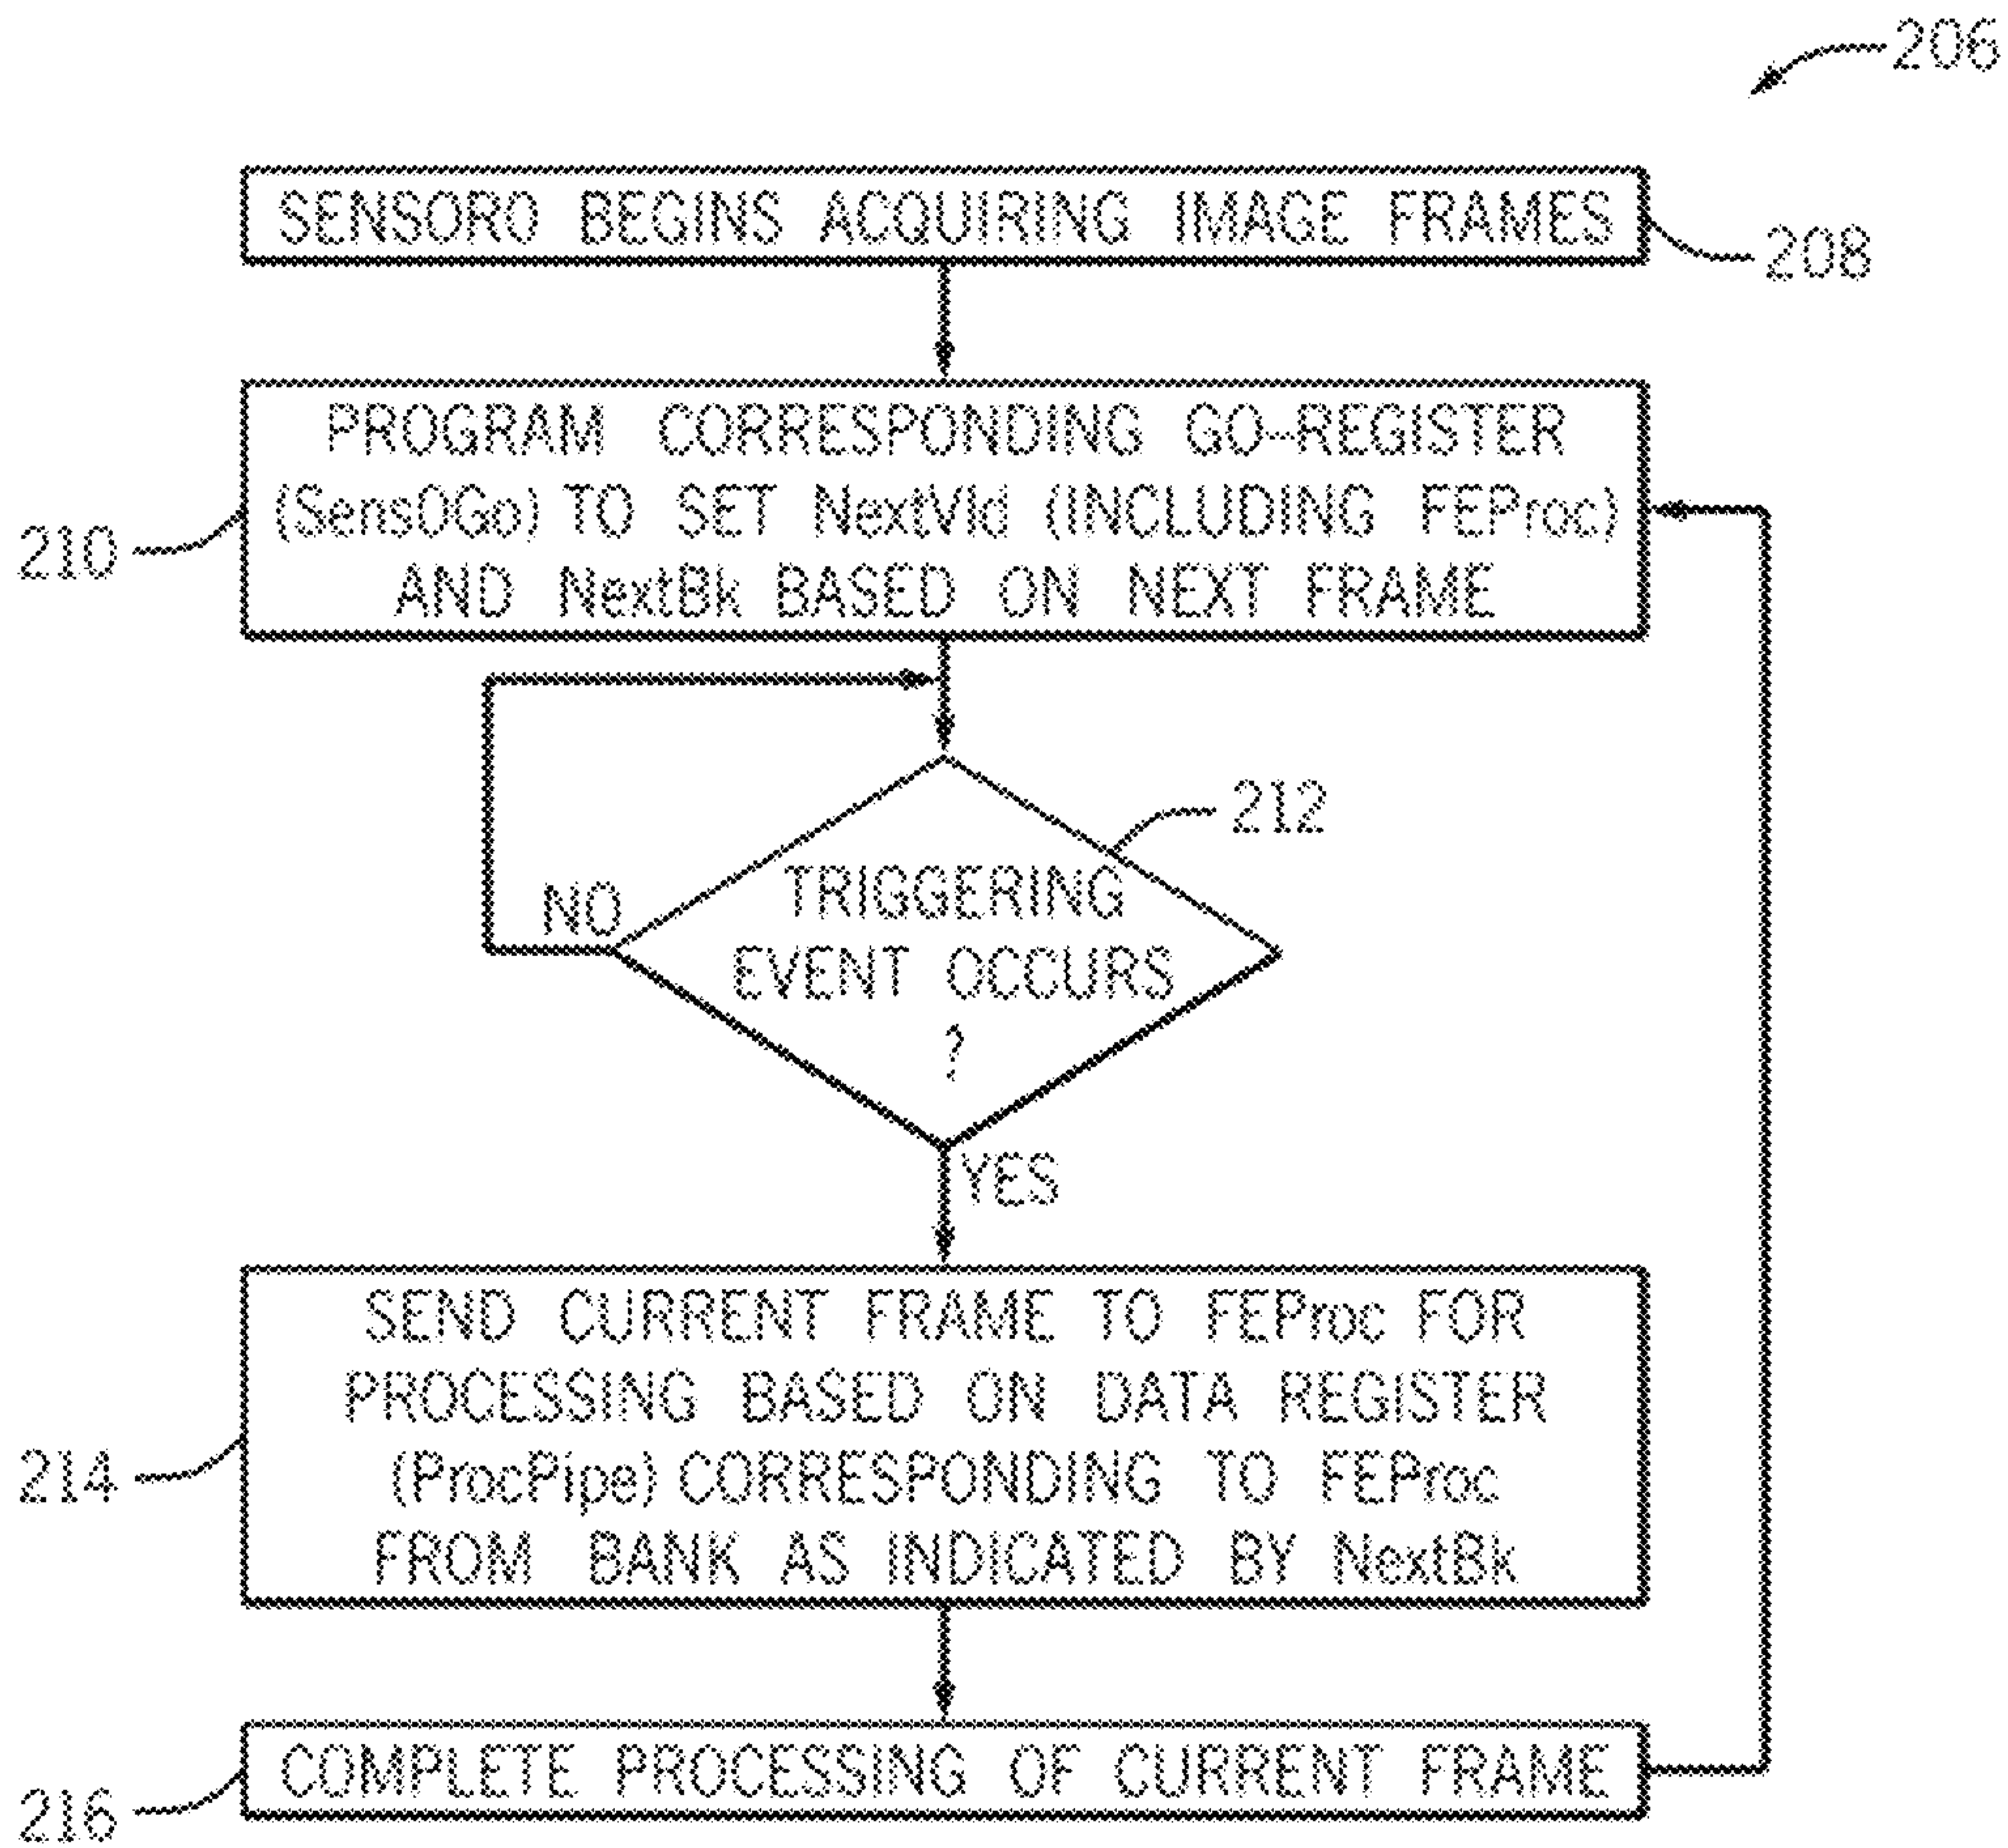 206
SENSOR0 BEGINS ACQUIRING IMAGE FRAMES
208
PROGRAM CORRESPONDING GO-REGISTER
(Sens0Go) TO SET NextVld (INCLUDING FEProc)
AND NextBk BASED ON NEXT FRAME
210
212
TRIGGERING
EVENT OCCURS
?
NO
YES
SEND CURRENT FRAME TO FEProc FOR
PROCESSING BASED ON DATA REGISTER
(ProcPipe) CORRESPONDING TO FEProc
FROM BANK AS INDICATED BY NextBk
214
COMPLETE PROCESSING OF CURRENT FRAME
216